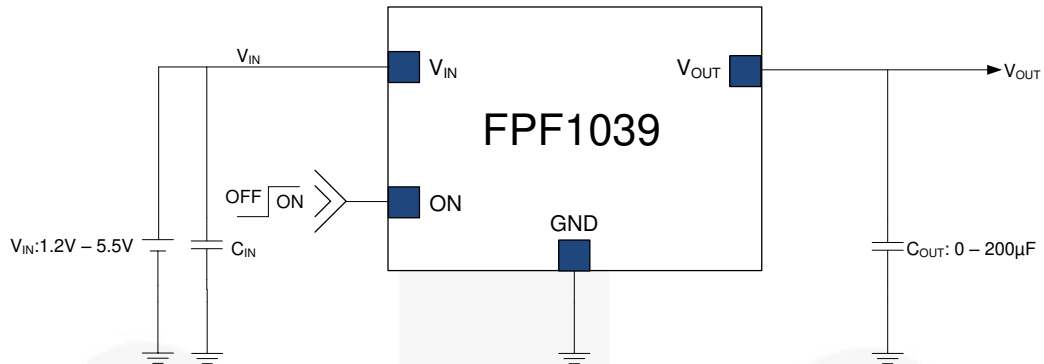 V_IN
V_IN
V_OUT
V_OUT
FPF1039
OFF
ON
ON
GND
V_IN:1.2V – 5.5V
C_IN
C_OUT: 0 – 200µF